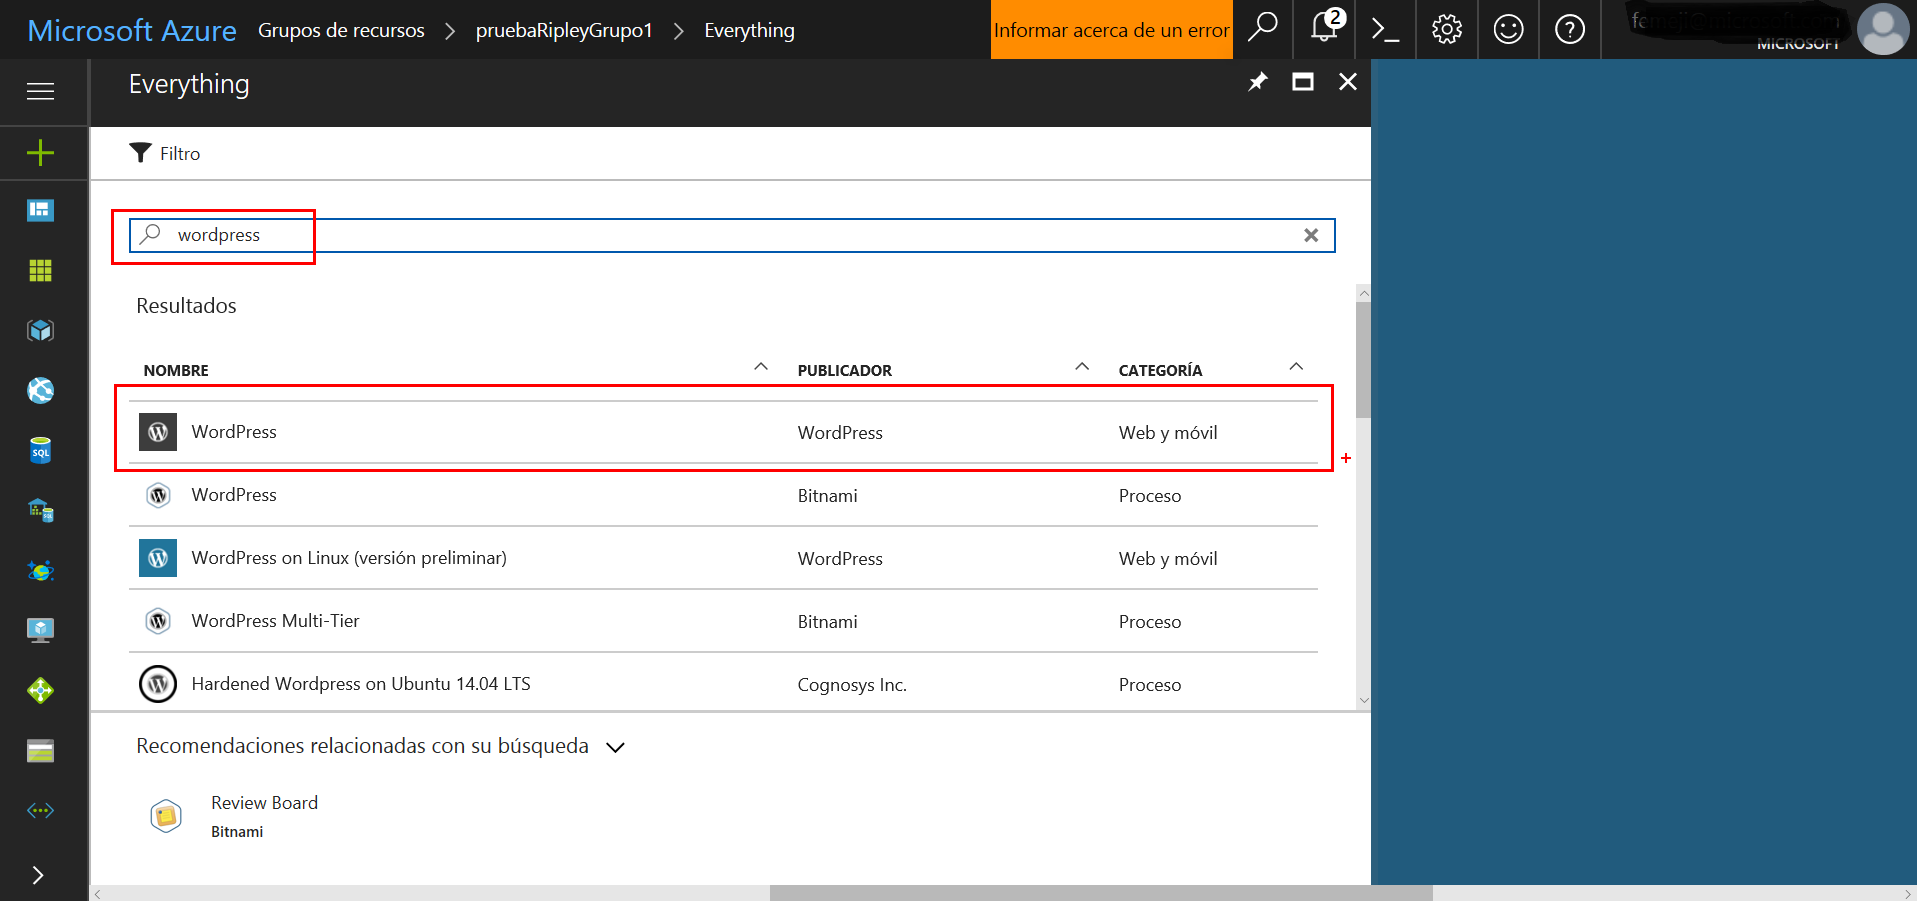 Microsoft Azure Grupos de recursos > pruebaRipleyGrupo1 > Everything Informar acerca de un error 2
MICROSOFT
Everything
Filtro
wordpress
Resultados
NOMBRE PUBLICADOR CATEGORÍA
WordPress WordPress Web y móvil
WordPress Bitnami Proceso
WordPress on Linux (versión preliminar) WordPress Web y móvil
WordPress Multi-Tier Bitnami Proceso
Hardened Wordpress on Ubuntu 14.04 LTS Cognosys Inc. Proceso
Recomendaciones relacionadas con su búsqueda
Review Board
Bitnami
SQL